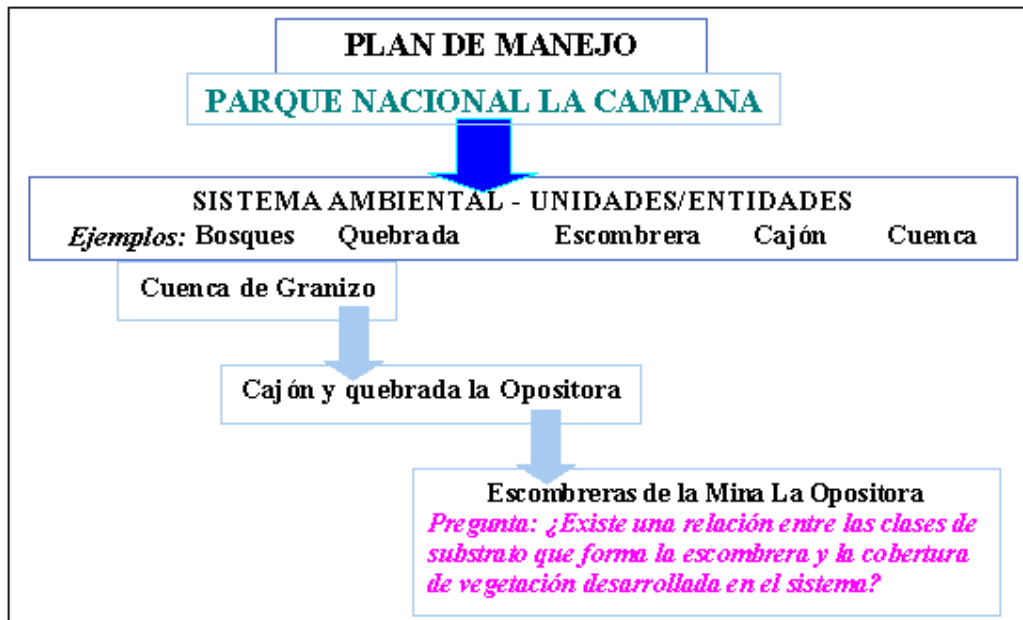 PLAN DE MANEJO
PARQUE NACIONAL LA CAMPANA
SISTEMA AMBIENTAL - UNIDADES/ENTIDADES
Ejemplos: Bosques Quebrada Escombrera Cajón Cuenca
Cuenca de Granizo
Cajón y quebrada la Opositora
Escombreras de la Mina La Opositora
Pregunta: ¿Existe una relación entre las clases de
substrato que forma la escombrera y la cobertura
de vegetación desarrollada en el sistema?